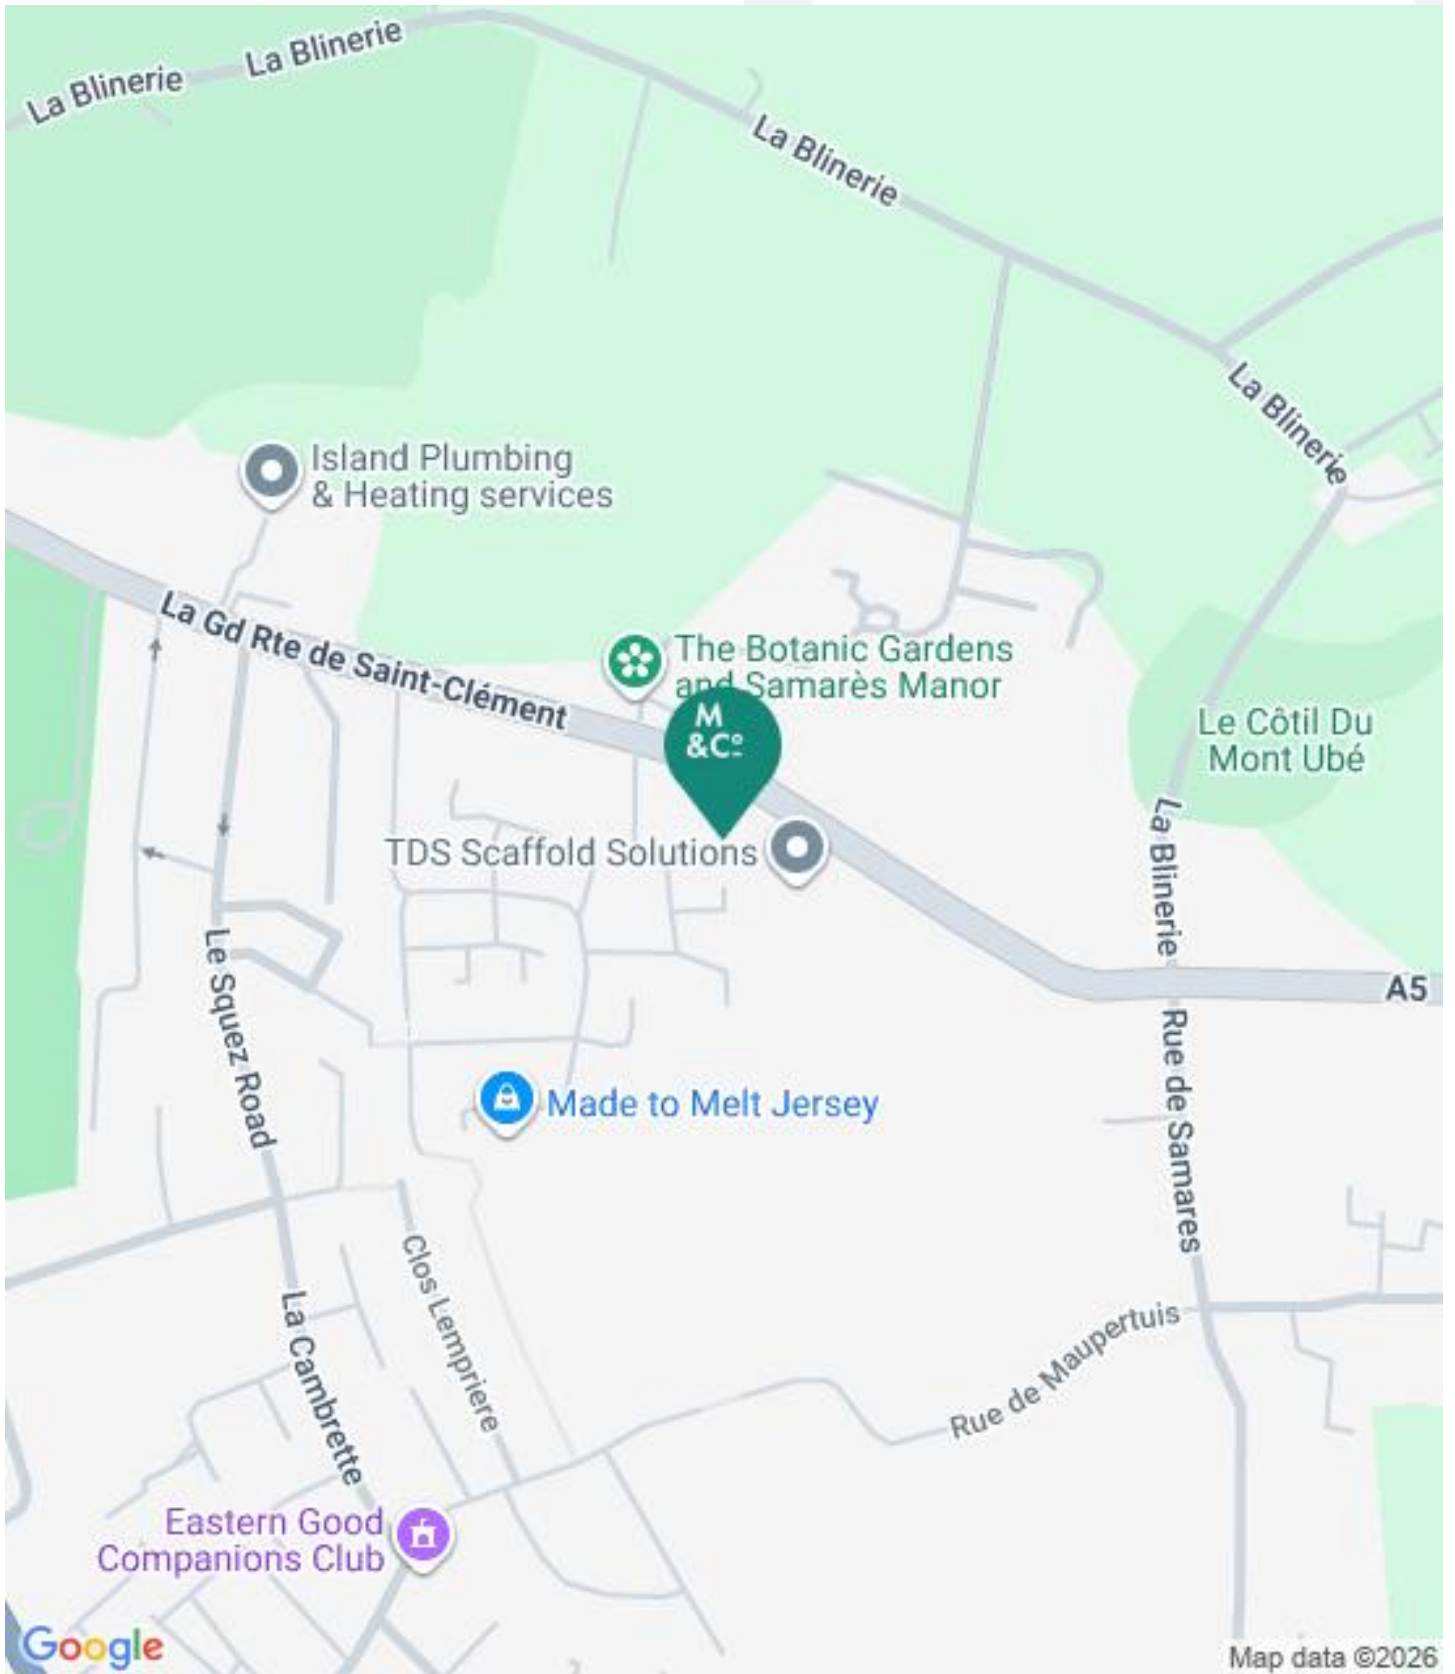 La Blinerie
La Blinerie
La Blinerie
La Blinerie
Island Plumbing
& Heating services
La Gd Rte de Saint-Clément
The Botanic Gardens
and Samarès Manor
M
&Cº
Le Côtil Du
Mont Ubé
La Blinerie
TDS Scaffold Solutions
A5
Le Squez Road
Rue de Samares
Made to Melt Jersey
Clos Lempriere
La Cambrette
Rue de Maupertuis
Eastern Good
Companions Club
Google
Map data ©2026